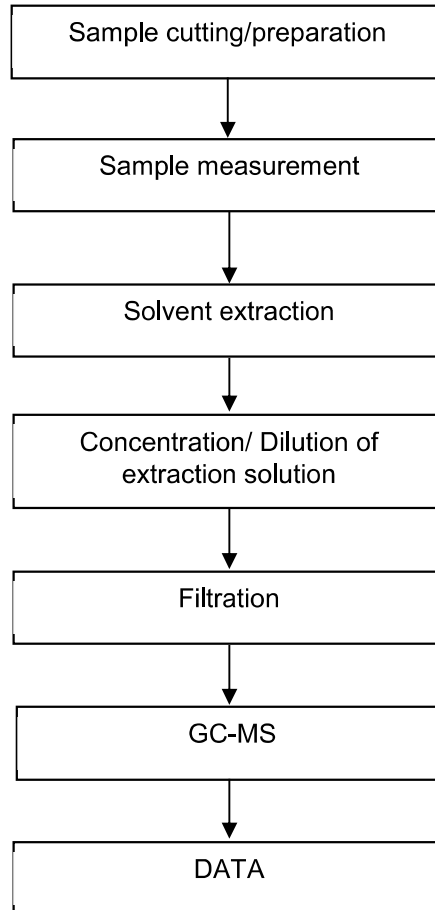 Sample cutting/preparation
Sample measurement
Solvent extraction
Concentration/ Dilution of
extraction solution
Filtration
GC-MS
DATA